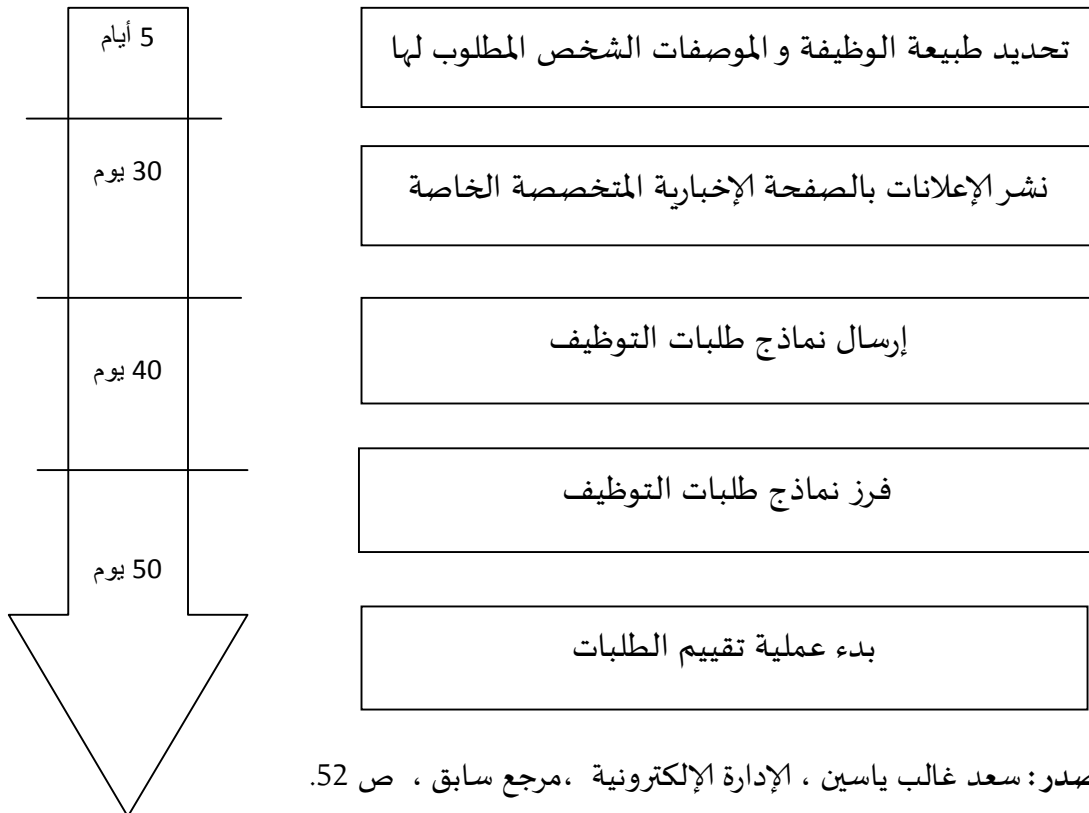 5 أيام
تحديد طبيعة الوظيفة و الموصفات الشخص المطلوب لها
30 يوم
نشر الإعلانات بالصفحة الإخبارية المتخصصة الخاصة
إرسال نماذج طلبات التوظيف
40 يوم
فرز نماذج طلبات التوظيف
50 يوم
بدء عملية تقييم الطلبات
صدر : سعد غالب ياسين ، الإدارة الإلكترونية ،مرجع سابق ، ص 52.